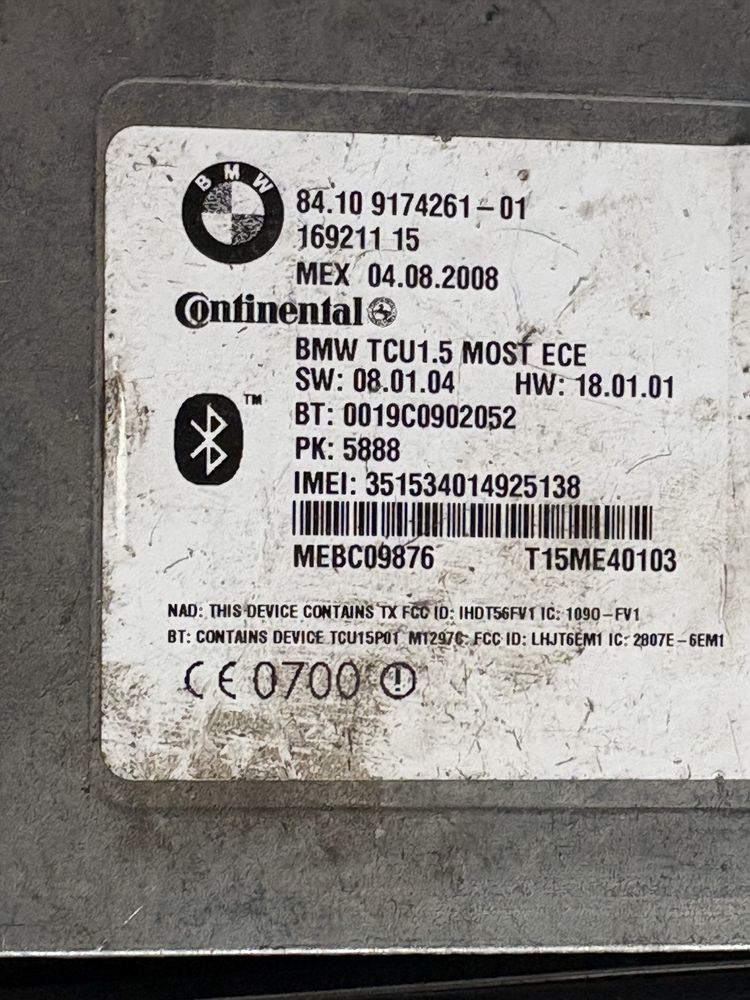 BMW
84.10 9174261-01
169211 15
MEX 04.08.2008
Continental
BMW TCU1.5 MOST ECE
SW: 08.01.04 HW: 18.01.01
TM
BT: 0019C0902052
PK: 5888
IMEI: 351534014925138
MEBC09876 T15ME40103
NAD: THIS DEVICE CONTAINS TX FCC ID: IHDT56FV1 IC: 1090-FV1
BT: CONTAINS DEVICE TCU15P01 M1297C: FCC ID: LHJT6EM1 IC: 2807E-6EM1
CE 0700